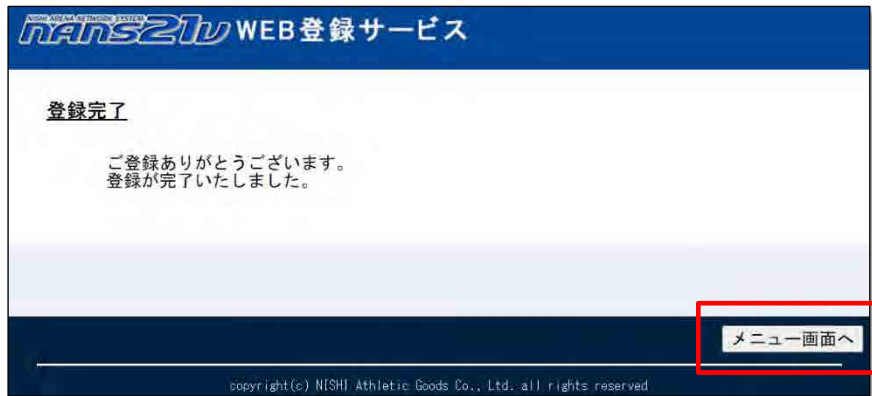 NISHI ARENA NETWORK SYSTEM
NANS21V WEB登録サービス
登録完了
ご登録ありがとうございます。
登録が完了いたしました。
メニュー画面へ
copyright(c) NISHI Athletic Goods Co., Ltd. all rights reserved